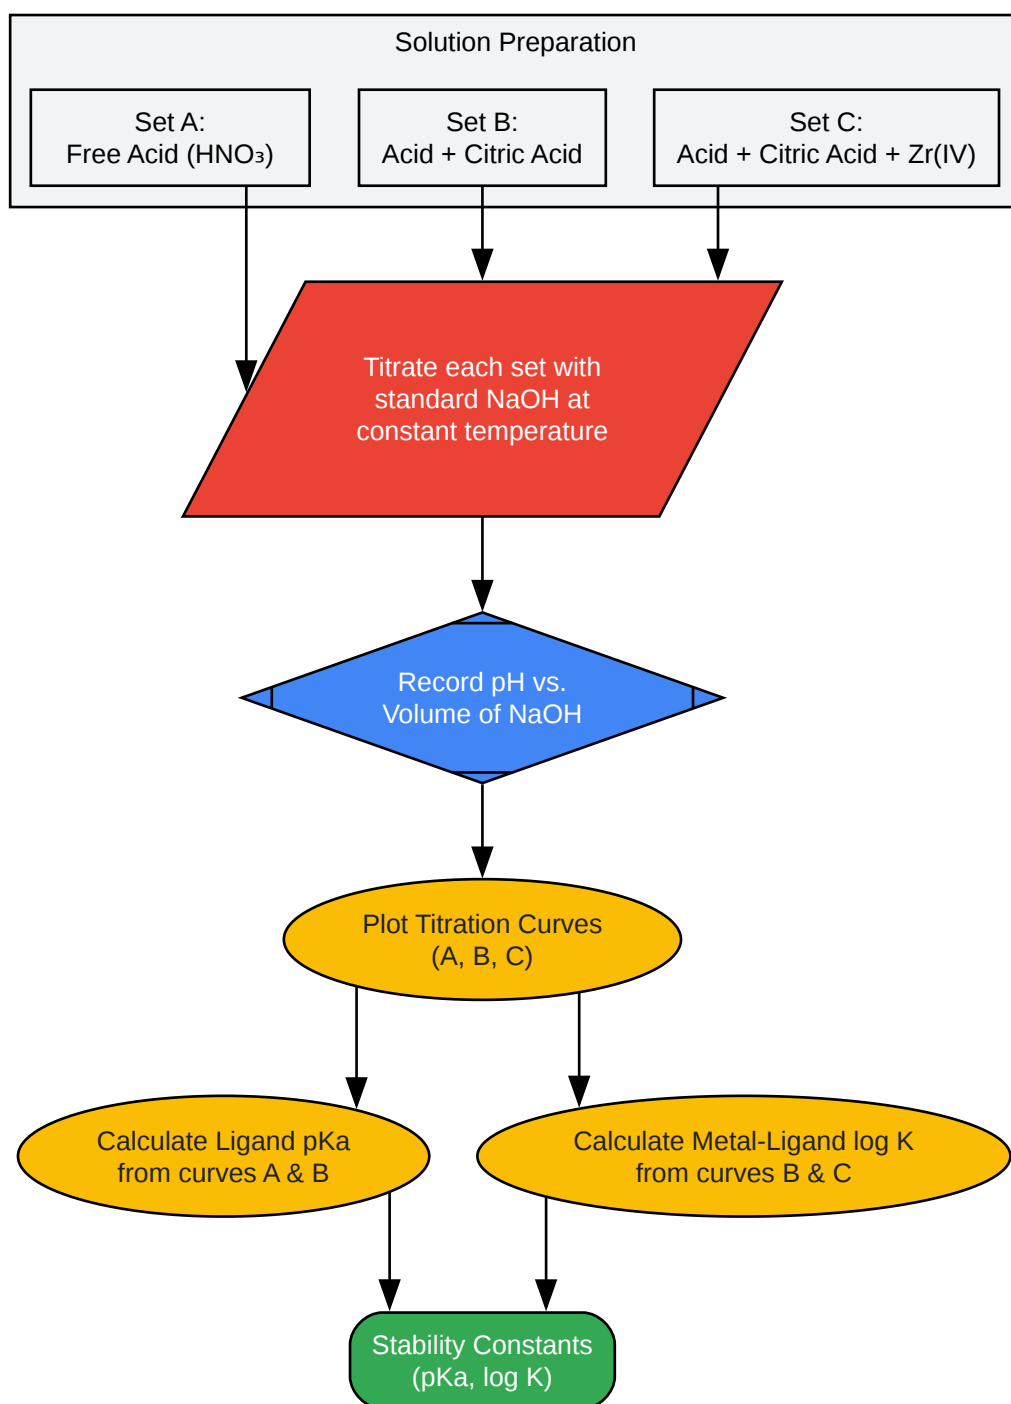 Solution Preparation
Set A:
Free Acid (HNO₃)
Set B:
Acid + Citric Acid
Set C:
Acid + Citric Acid + Zr(IV)
Titrate each set with
standard NaOH at
constant temperature
Record pH vs.
Volume of NaOH
Plot Titration Curves
(A, B, C)
Calculate Ligand pKa
from curves A & B
Calculate Metal-Ligand log K
from curves B & C
Stability Constants
(pKa, log K)